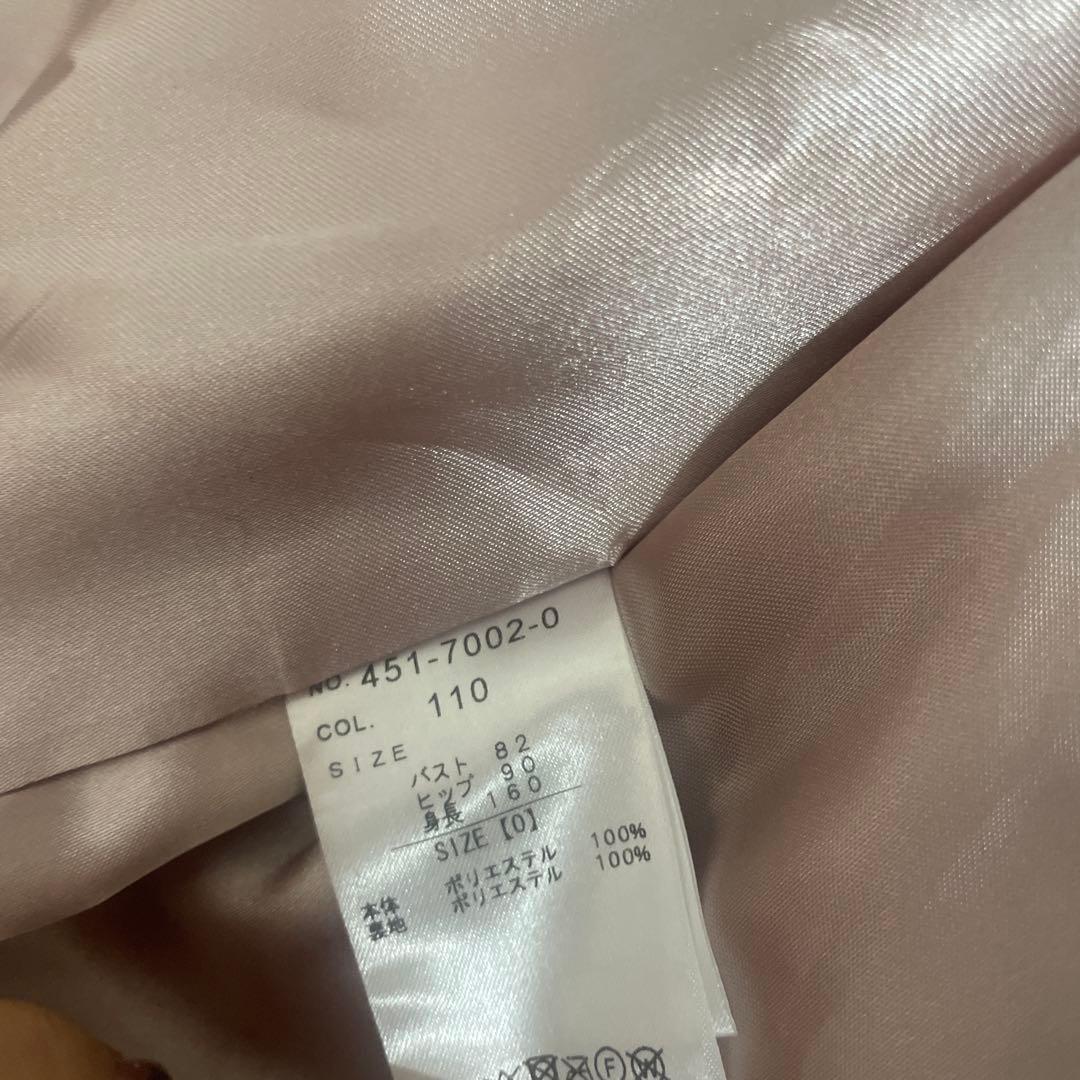 NO. 451-7002-0
COL. 110
SIZE
バスト 82
ヒップ 90
身長 160
SIZE【0】
本体 ポリエステル 100%
裏地 ポリエステル 100%
F W